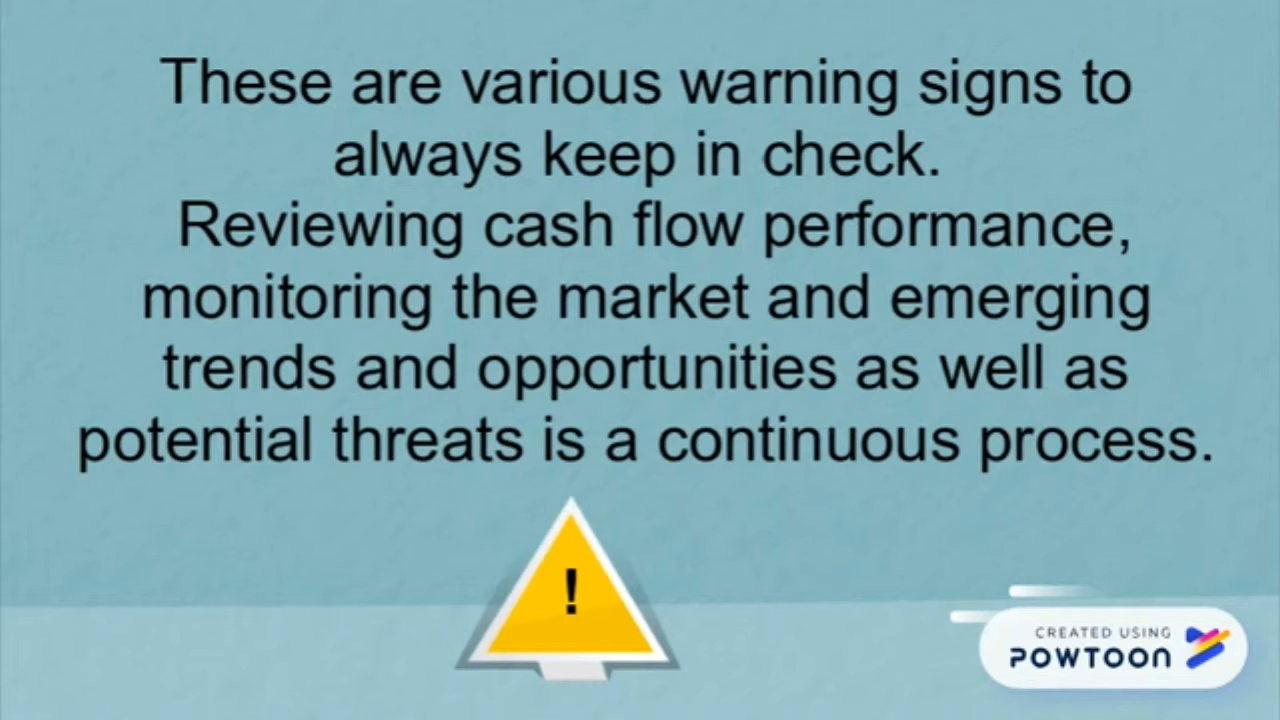 These are various warning signs to
always keep in check.
Reviewing cash flow performance,
monitoring the market and emerging
trends and opportunities as well as
potential threats is a continuous process.
!
CREATED USING
POWTOON